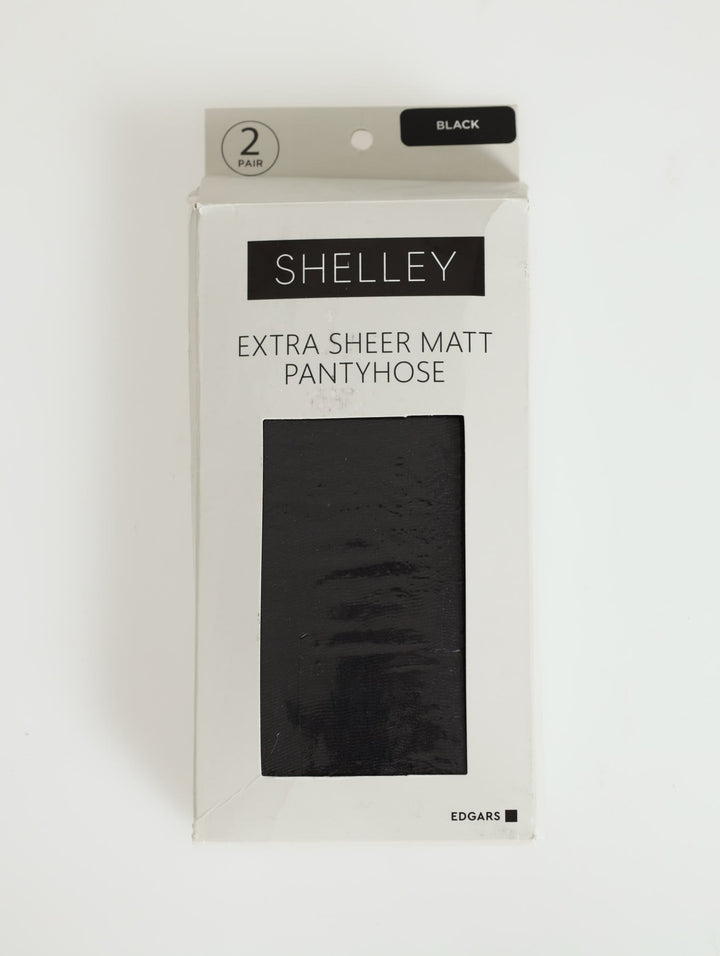 2
PAIR
BLACK
SHELLEY
EXTRA SHEER MATT
PANTYHOSE
EDGARS